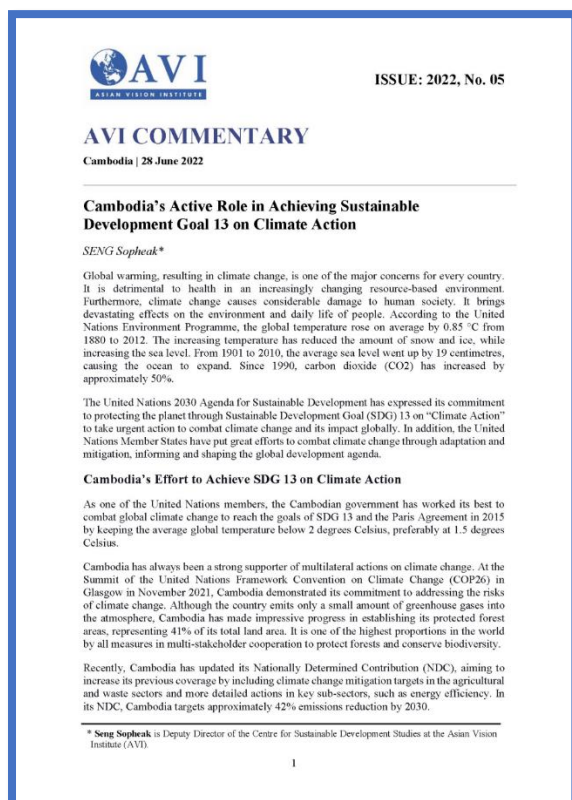 AVI
ASIAN VISION INSTITUTE
ISSUE: 2022, No. 05
AVI COMMENTARY
Cambodia | 28 June 2022
Cambodia's Active Role in Achieving Sustainable
Development Goal 13 on Climate Action
SENG Sopheak*
Global warming, resulting in climate change, is one of the major concerns for every country.
It is detrimental to health in an increasingly changing resource-based environment.
Furthermore, climate change causes considerable damage to human society. It brings
devastating effects on the environment and daily life of people. According to the United
Nations Environment Programme, the global temperature rose on average by 0.85 °C from
1880 to 2012. The increasing temperature has reduced the amount of snow and ice, while
increasing the sea level. From 1901 to 2010, the average sea level went up by 19 centimetres,
causing the ocean to expand. Since 1990, carbon dioxide (CO2) has increased by
approximately 50%.
The United Nations 2030 Agenda for Sustainable Development has expressed its commitment
to protecting the planet through Sustainable Development Goal (SDG) 13 on “Climate Action”
to take urgent action to combat climate change and its impact globally. In addition, the United
Nations Member States have put great efforts to combat climate change through adaptation and
mitigation, informing and shaping the global development agenda.
Cambodia's Effort to Achieve SDG 13 on Climate Action
As one of the United Nations members, the Cambodian government has worked its best to
combat global climate change to reach the goals of SDG 13 and the Paris Agreement in 2015
by keeping the average global temperature below 2 degrees Celsius, preferably at 1.5 degrees
Celsius.
Cambodia has always been a strong supporter of multilateral actions on climate change. At the
Summit of the United Nations Framework Convention on Climate Change (COP26) in
Glasgow in November 2021, Cambodia demonstrated its commitment to addressing the risks
of climate change. Although the country emits only a small amount of greenhouse gases into
the atmosphere, Cambodia has made impressive progress in establishing its protected forest
areas, representing 41% of its total land area. It is one of the highest proportions in the world
by all measures in multi-stakeholder cooperation to protect forests and conserve biodiversity.
Recently, Cambodia has updated its Nationally Determined Contribution (NDC), aiming to
increase its previous coverage by including climate change mitigation targets in the agricultural
and waste sectors and more detailed actions in key sub-sectors, such as energy efficiency. In
its NDC, Cambodia targets approximately 42% emissions reduction by 2030.
* Seng Sopheak is Deputy Director of the Centre for Sustainable Development Studies at the Asian Vision
Institute (AVI).
1